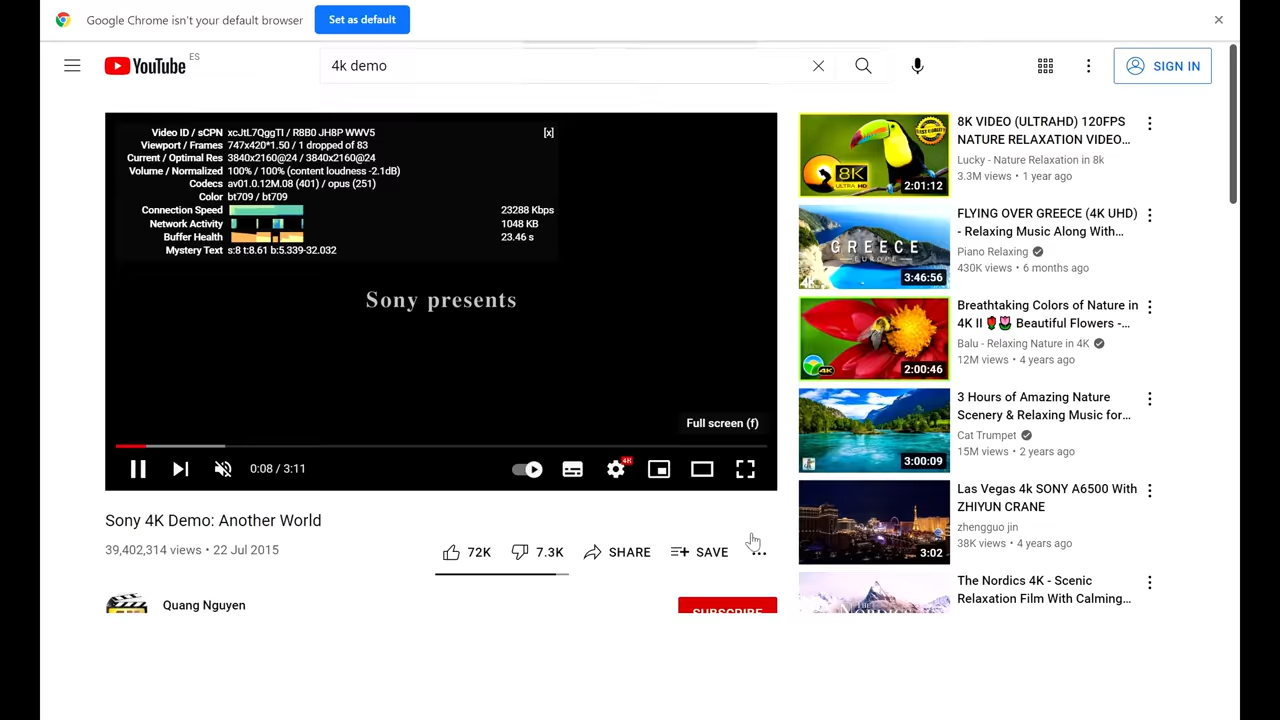 Google Chrome isn't your default browser
Set as default
YouTube ES
4k demo
SIGN IN
Video ID / sCPN xcJtL7QggTI / R8B0 JH8P WWV5
[x]
Viewport / Frames 747x420*1.50 / 1 dropped of 83
Current / Optimal Res 3840x2160@24 / 3840x2160@24
Volume / Normalized 100% / 100% (content loudness -2.1dB)
Codecs av01.0.12M.08 (401) / opus (251)
Color bt709 / bt709
Connection Speed 23288 Kbps
Network Activity 1048 KB
Buffer Health 23.46 s
Mystery Text s:8 t:8.61 b:5.339-32.032
Sony presents
Full screen (f)
0:08 / 3:11
4K
Sony 4K Demo: Another World
39,402,314 views • 22 Jul 2015
72K
7.3K
SHARE
SAVE
Quang Nguyen
SUBSCRIBE
8K
ULTRA HD
2:01:12
8K VIDEO (ULTRAHD) 120FPS
NATURE RELAXATION VIDEO...
Lucky - Nature Relaxation in 8k
3.3M views • 1 year ago
GREECE
EUROPE
4K
3:46:56
FLYING OVER GREECE (4K UHD)
- Relaxing Music Along With...
Piano Relaxing
430K views • 6 months ago
4K
2:00:46
Breathtaking Colors of Nature in
4K II 🌹🌷 Beautiful Flowers -...
Balu - Relaxing Nature in 4K
12M views • 4 years ago
3:00:09
3 Hours of Amazing Nature
Scenery & Relaxing Music for...
Cat Trumpet
15M views • 2 years ago
3:02
Las Vegas 4k SONY A6500 With
ZHIYUN CRANE
zhengguo jin
38K views • 4 years ago
THE
The Nordics 4K - Scenic
Relaxation Film With Calming...